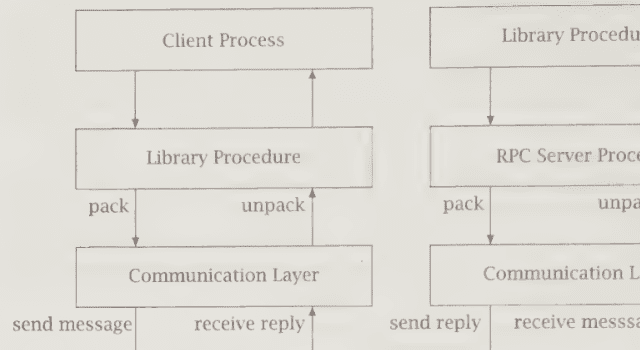 Client Process
Library Procedure
pack unpack
Communication Layer
send message receive reply
Library Procedu
RPC Server Proce
pack unpa
Communication L
send reply receive messsa